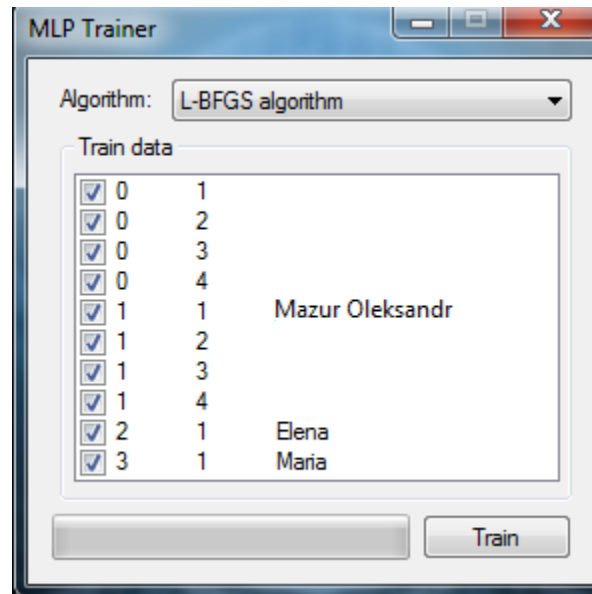 MLP Trainer
Algorithm: L-BFGS algorithm
Train data
0 1
0 2
0 3
0 4
1 1 Mazur Oleksandr
1 2
1 3
1 4
2 1 Elena
3 1 Maria
Train